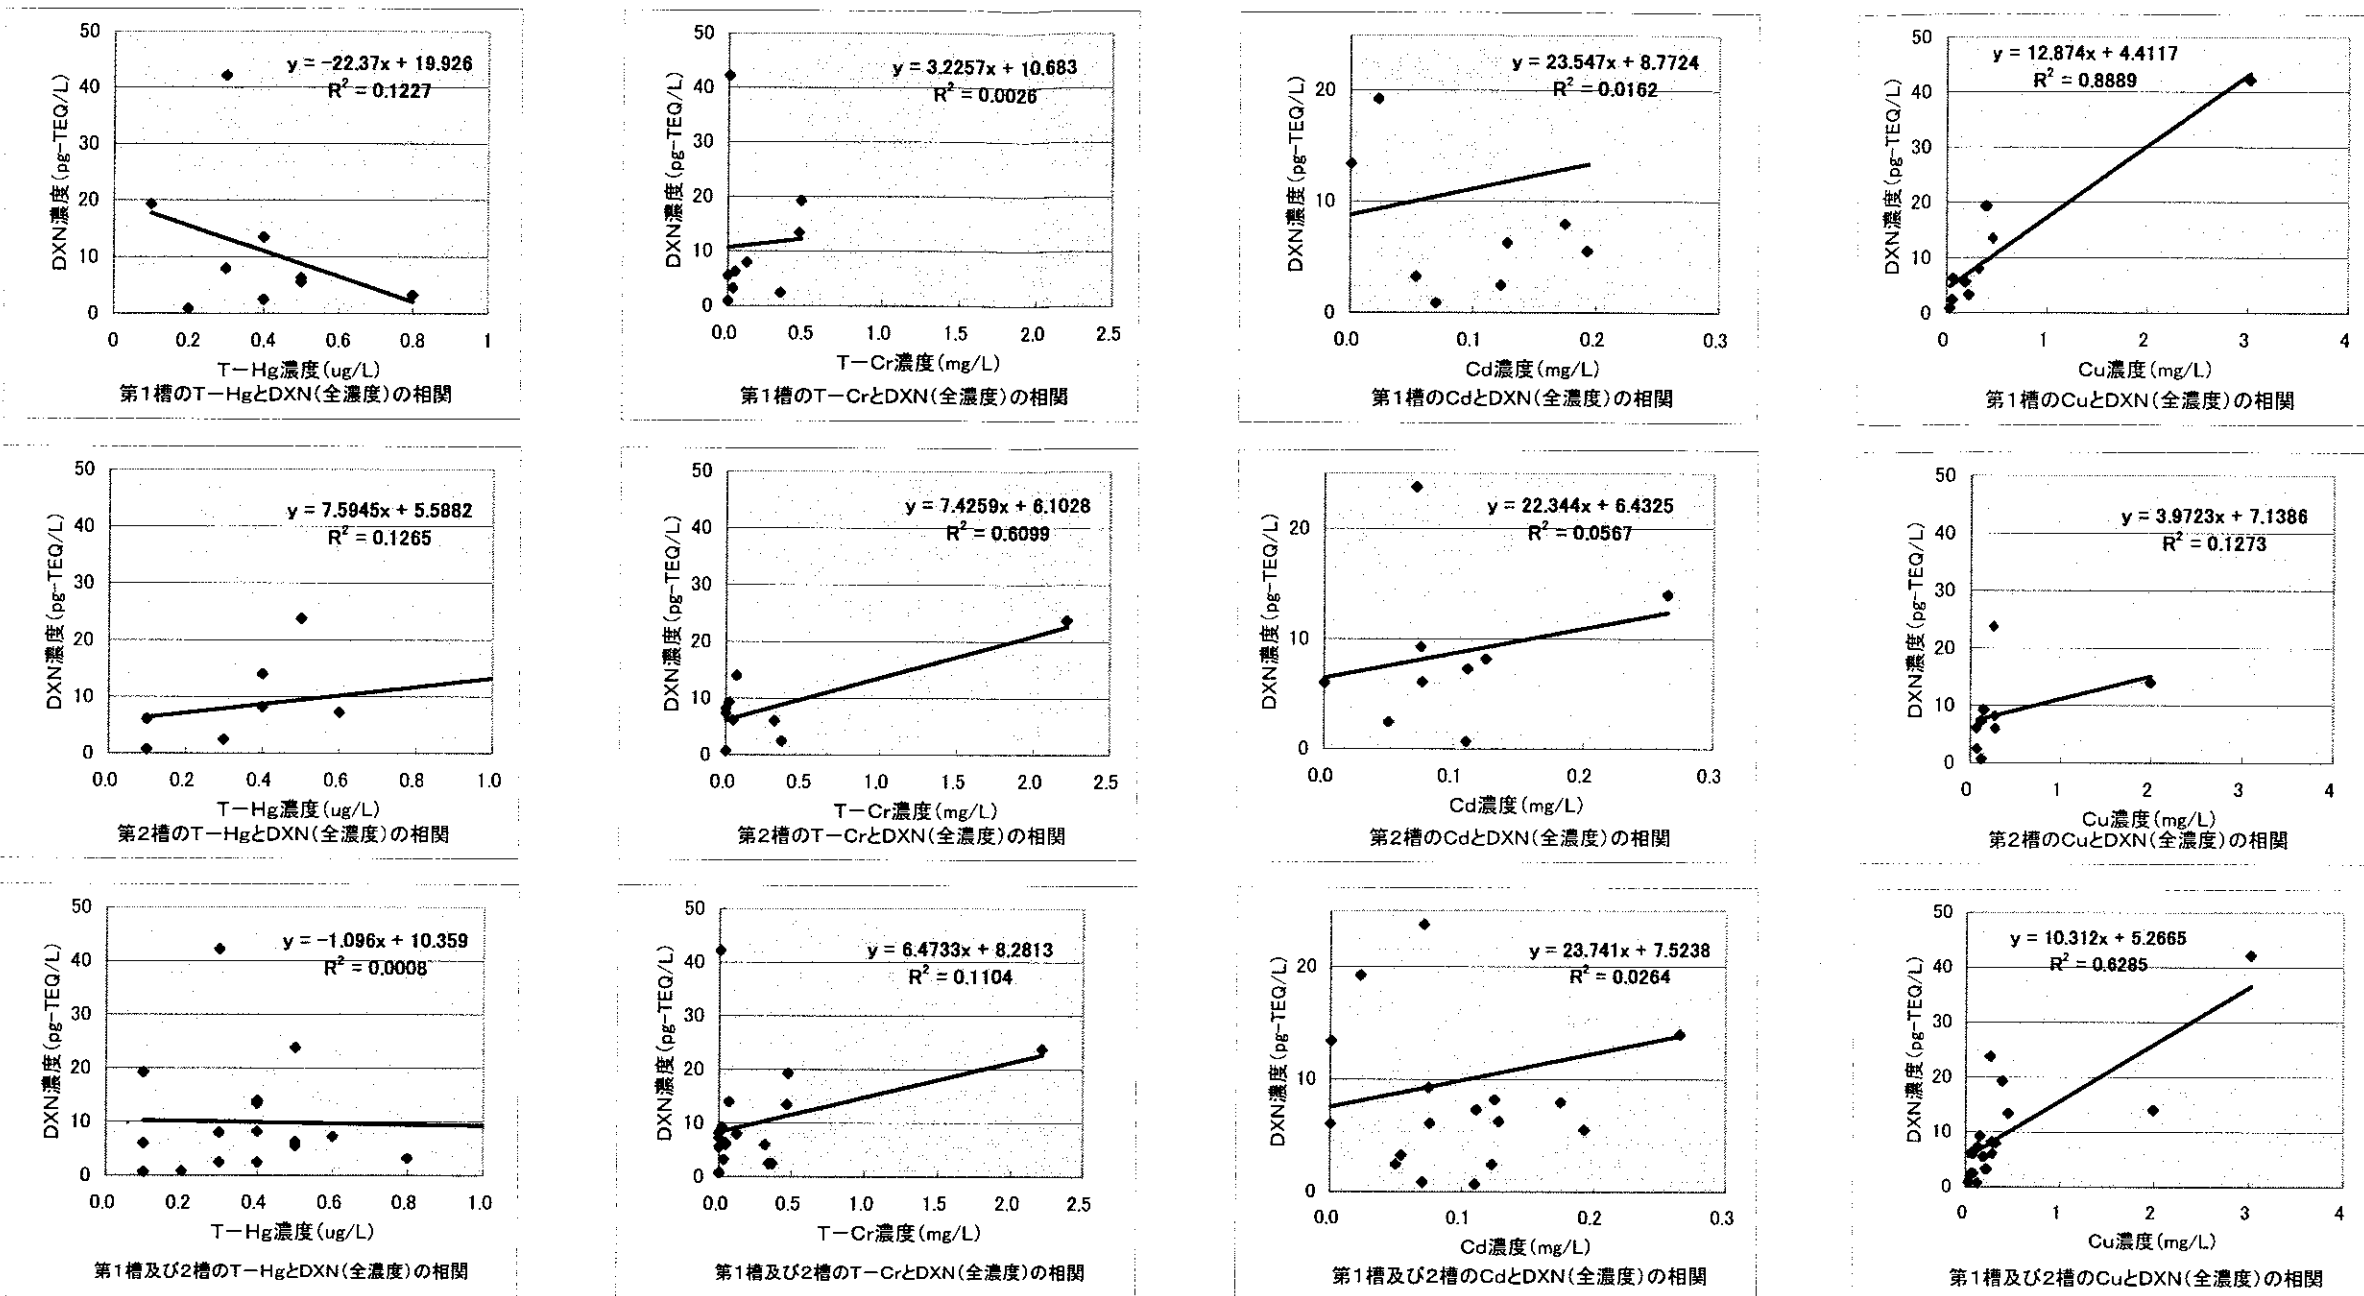 50
40
30
20
10
0
DXN濃度(pg-TEQ/L)
y = -22.37x + 19.926
R² = 0.1227
0 0.2 0.4 0.6 0.8 1
T-Hg濃度(ug/L)
第1槽のT-HgとDXN(全濃度)の相関
50
40
30
20
10
0
DXN濃度(pg-TEQ/L)
y = 3.2257x + 10.683
R² = 0.0026
0.0 0.5 1.0 1.5 2.0 2.5
T-Cr濃度(mg/L)
第1槽のT-CrとDXN(全濃度)の相関
20
10
0
DXN濃度(pg-TEQ/L)
y = 23.547x + 8.7724
R² = 0.0162
0.0 0.1 0.2 0.3
Cd濃度(mg/L)
第1槽のCdとDXN(全濃度)の相関
50
40
30
20
10
0
DXN濃度(pg-TEQ/L)
y = 12.874x + 4.4117
R² = 0.8889
0 1 2 3 4
Cu濃度(mg/L)
第1槽のCuとDXN(全濃度)の相関
50
40
30
20
10
0
DXN濃度(pg-TEQ/L)
y = 7.5945x + 5.5882
R² = 0.1265
0.0 0.2 0.4 0.6 0.8 1.0
T-Hg濃度(ug/L)
第2槽のT-HgとDXN(全濃度)の相関
50
40
30
20
10
0
DXN濃度(pg-TEQ/L)
y = 7.4259x + 6.1028
R² = 0.6099
0.0 0.5 1.0 1.5 2.0 2.5
T-Cr濃度(mg/L)
第2槽のT-CrとDXN(全濃度)の相関
20
10
0
DXN濃度(pg-TEQ/L)
y = 22.344x + 6.4325
R² = 0.0567
0.0 0.1 0.2 0.3
Cd濃度(mg/L)
第2槽のCdとDXN(全濃度)の相関
50
40
30
20
10
0
DXN濃度(pg-TEQ/L)
y = 3.9723x + 7.1386
R² = 0.1273
0 1 2 3 4
Cu濃度(mg/L)
第2槽のCuとDXN(全濃度)の相関
50
40
30
20
10
0
DXN濃度(pg-TEQ/L)
y = -1.096x + 10.359
R² = 0.0008
0.0 0.2 0.4 0.6 0.8 1.0
T-Hg濃度(ug/L)
第1槽及び2槽のT-HgとDXN(全濃度)の相関
50
40
30
20
10
0
DXN濃度(pg-TEQ/L)
y = 6.4733x + 8.2813
R² = 0.1104
0.0 0.5 1.0 1.5 2.0 2.5
T-Cr濃度(mg/L)
第1槽及び2槽のT-CrとDXN(全濃度)の相関
20
10
0
DXN濃度(pg-TEQ/L)
y = 23.741x + 7.5238
R² = 0.0264
0.0 0.1 0.2 0.3
Cd濃度(mg/L)
第1槽及び2槽のCdとDXN(全濃度)の相関
50
40
30
20
10
0
DXN濃度(pg-TEQ/L)
y = 10.312x + 5.2665
R² = 0.6285
0 1 2 3 4
Cu濃度(mg/L)
第1槽及び2槽のCuとDXN(全濃度)の相関